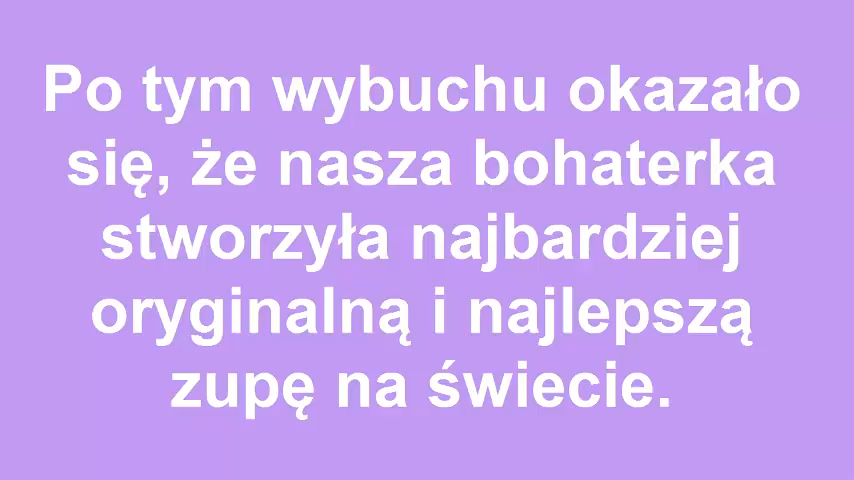 Po tym wybuchu okazało
się, że nasza bohaterka
stworzyła najbardziej
oryginalną i najlepszą
zupę na świecie.